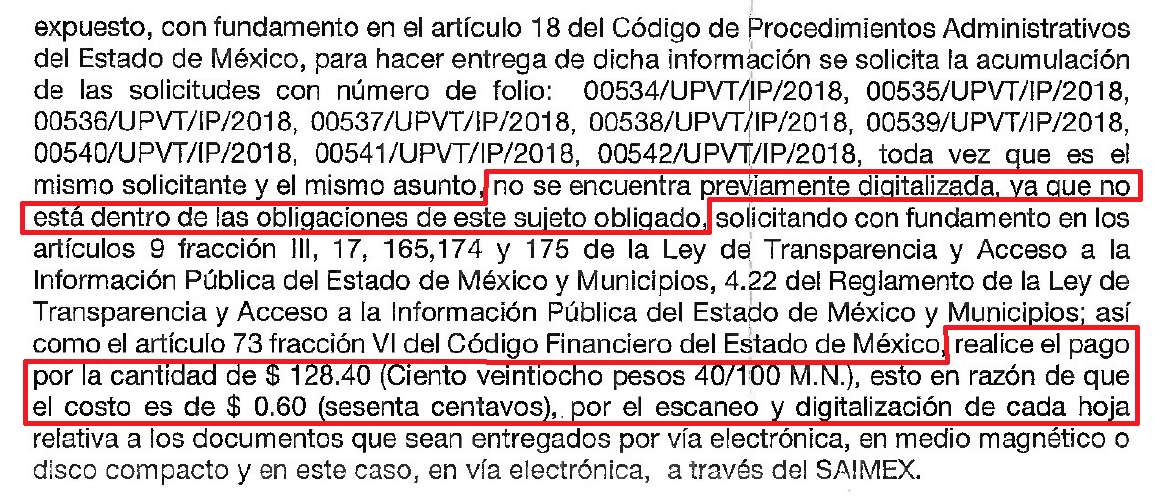 expuesto, con fundamento en el artículo 18 del Código de Procedimientos Administrativos
del Estado de México, para hacer entrega de dicha información se solicita la acumulación
de las solicitudes con número de folio: 00534/UPVT/IP/2018, 00535/UPVT/IP/2018,
00536/UPVT/IP/2018, 00537/UPVT/IP/2018, 00538/UPVT/IP/2018, 00539/UPVT/IP/2018,
00540/UPVT/IP/2018, 00541/UPVT/IP/2018, 00542/UPVT/IP/2018, toda vez que es el
mismo solicitante y el mismo asunto, no se encuentra previamente digitalizada, ya que no
está dentro de las obligaciones de este sujeto obligado, solicitando con fundamento en los
artículos 9 fracción III, 17, 165,174 y 175 de la Ley de Transparencia y Acceso a la
Información Pública del Estado de México y Municipios, 4.22 del Reglamento de la Ley de
Transparencia y Acceso a la Información Pública del Estado de México y Municipios; así
como el artículo 73 fracción VI del Código Financiero del Estado de México, realice el pago
por la cantidad de $ 128.40 (Ciento veintiocho pesos 40/100 M.N.), esto en razón de que
el costo es de $ 0.60 (sesenta centavos), por el escaneo y digitalización de cada hoja
relativa a los documentos que sean entregados por vía electrónica, en medio magnético o
disco compacto y en este caso, en vía electrónica, a través del SAIMEX.